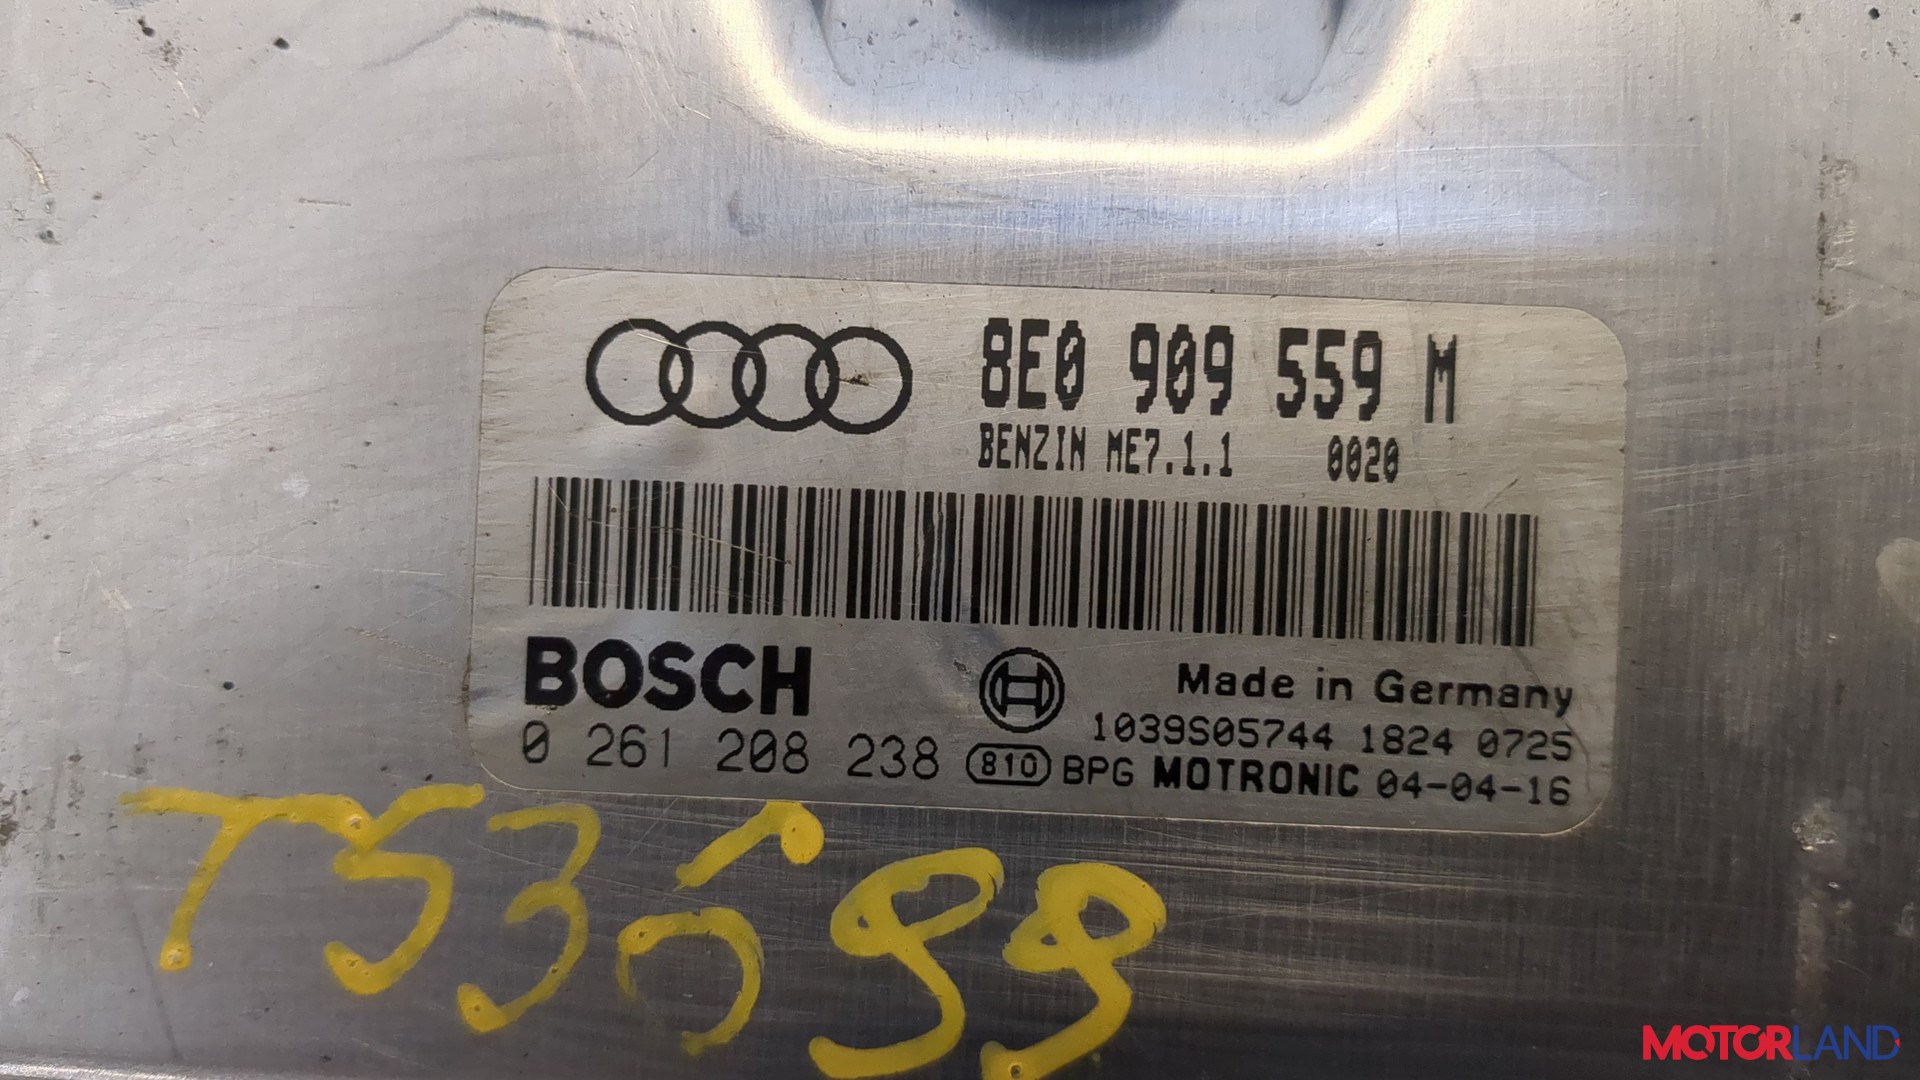 8E0 909 559 M
BENZIN ME7.1.1 0020
BOSCH
Made in Germany
1039S05744 1824 0725
0 261 208 238 810 BPG MOTRONIC 04-04-16
T53699
MOTORLAND